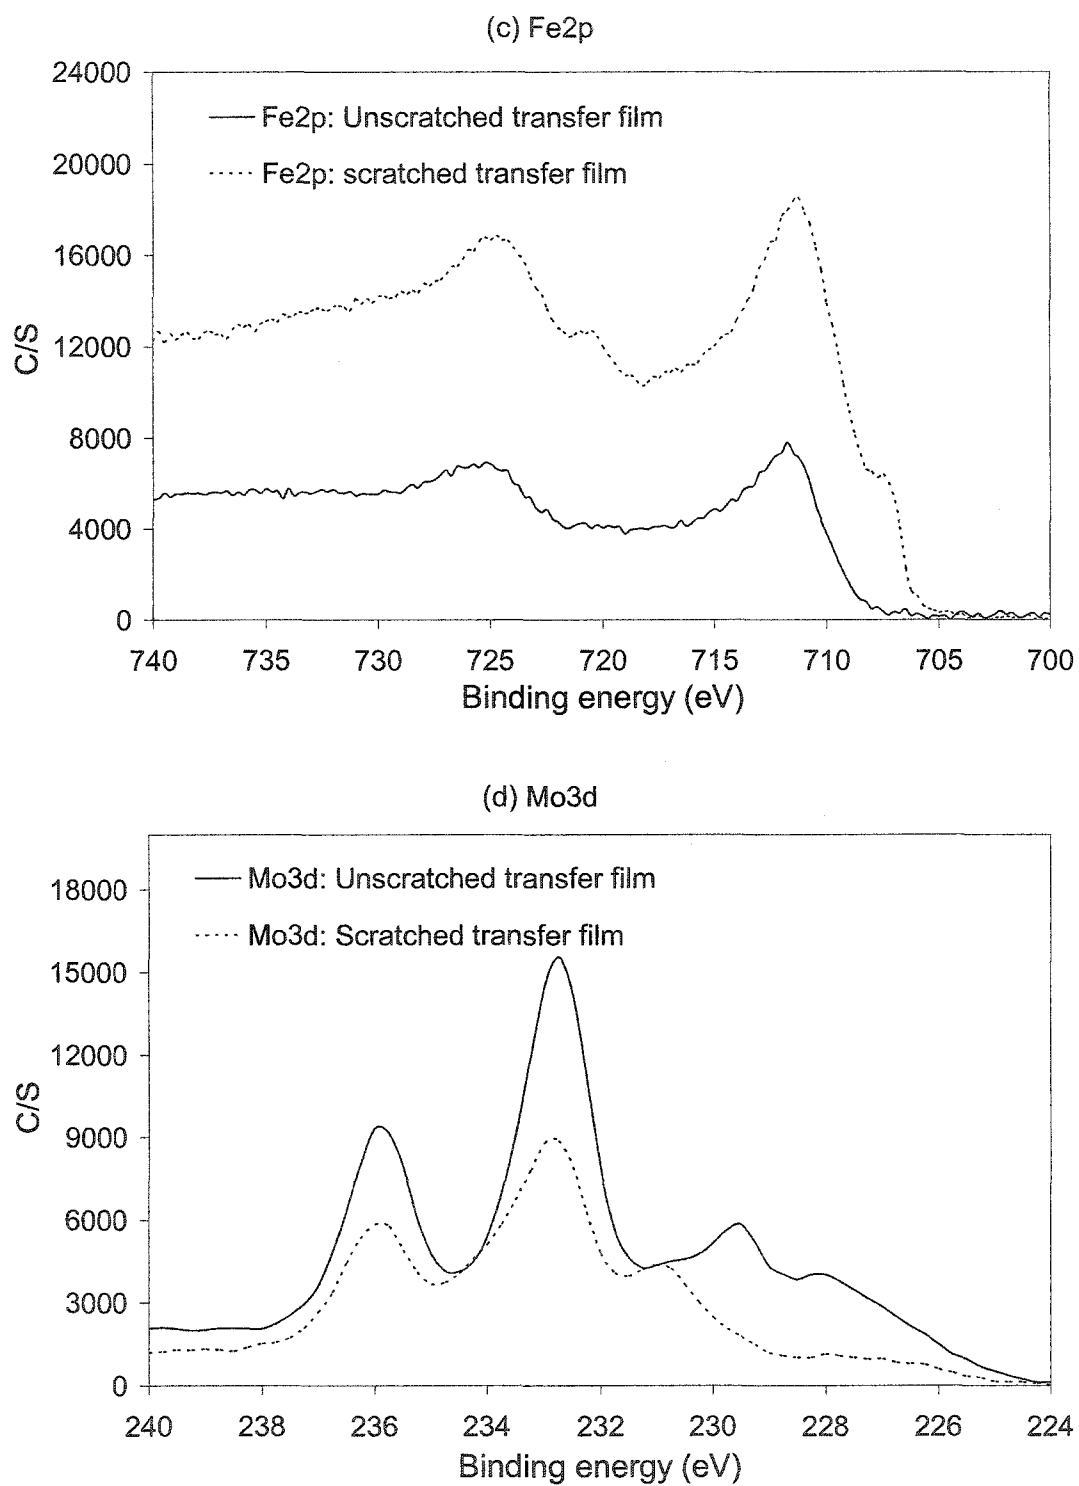 (c) Fe2p
24000
Fe2p: Unscratched transfer film
20000
Fe2p: scratched transfer film
16000
C/S
12000
8000
4000
0
740 735 730 725 720 715 710 705 700
Binding energy (eV)
(d) Mo3d
Mo3d: Unscratched transfer film
18000
Mo3d: Scratched transfer film
15000
12000
C/S
9000
6000
3000
0
240 238 236 234 232 230 228 226 224
Binding energy (eV)